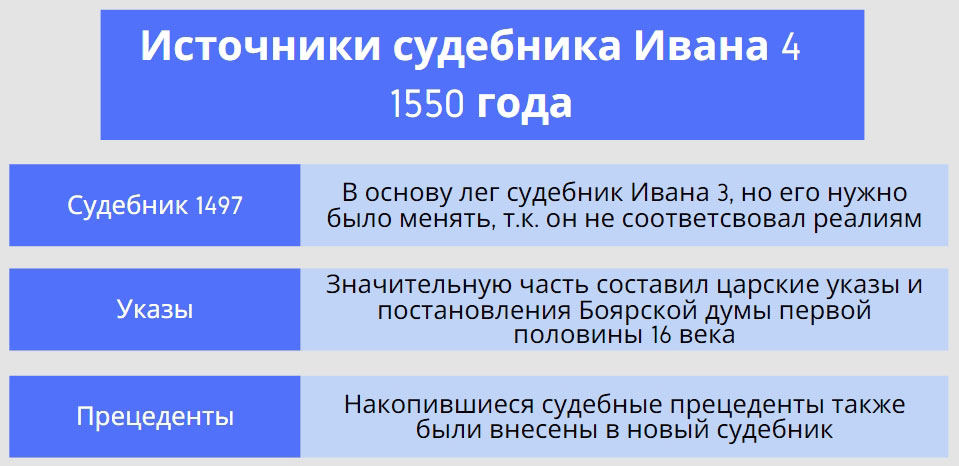 Источники судебника Ивана 4
1550 года
Судебник 1497
В основу лег судебник Ивана 3, но его нужно
было менять, т.к. он не соответсвовал реалиям
Указы
Значительную часть составил царские указы и
постановления Боярской думы первой
половины 16 века
Прецеденты
Накопившиеся судебные прецеденты также
были внесены в новый судебник